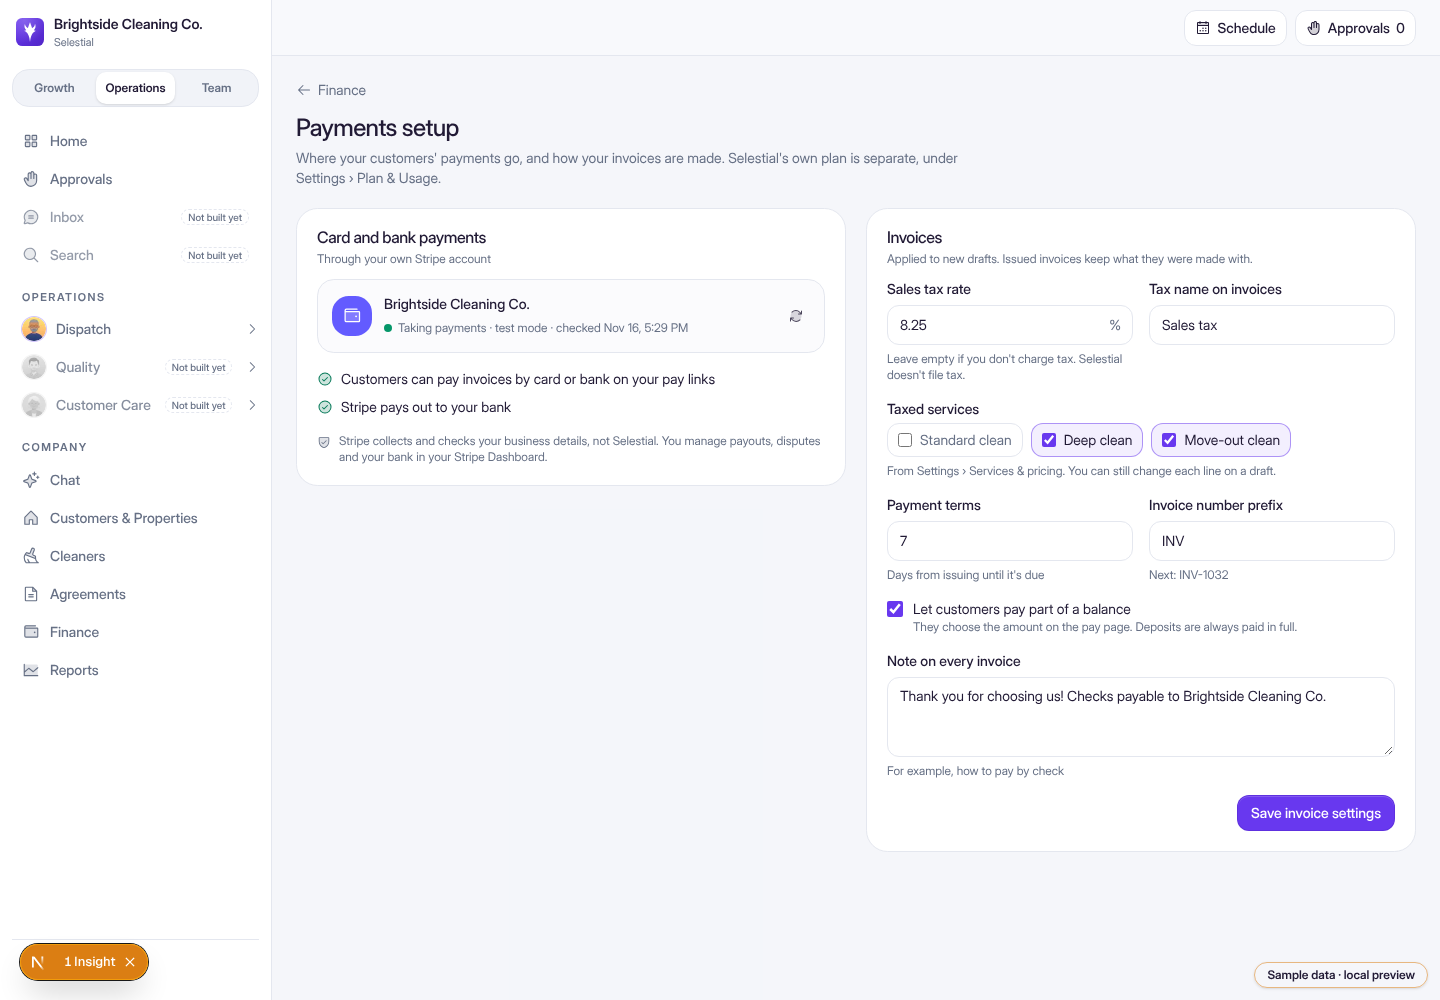 Brightside Cleaning Co.
Selestial
Growth
Operations
Team
Home
Approvals
Inbox
Not built yet
Search
Not built yet
OPERATIONS
Dispatch
Quality
Not built yet
Customer Care
Not built yet
COMPANY
Chat
Customers & Properties
Cleaners
Agreements
Finance
Reports
1 Insight
Schedule
Approvals 0
Finance
Payments setup
Where your customers' payments go, and how your invoices are made. Selestial's own plan is separate, under
Settings › Plan & Usage.
Card and bank payments
Through your own Stripe account
Brightside Cleaning Co.
Taking payments · test mode · checked Nov 16, 5:29 PM
Customers can pay invoices by card or bank on your pay links
Stripe pays out to your bank
Stripe collects and checks your business details, not Selestial. You manage payouts, disputes
and your bank in your Stripe Dashboard.
Invoices
Applied to new drafts. Issued invoices keep what they were made with.
Sales tax rate
8.25 %
Leave empty if you don't charge tax. Selestial
doesn't file tax.
Tax name on invoices
Sales tax
Taxed services
Standard clean
Deep clean
Move-out clean
From Settings › Services & pricing. You can still change each line on a draft.
Payment terms
7
Days from issuing until it's due
Invoice number prefix
INV
Next: INV-1032
Let customers pay part of a balance
They choose the amount on the pay page. Deposits are always paid in full.
Note on every invoice
Thank you for choosing us! Checks payable to Brightside Cleaning Co.
For example, how to pay by check
Save invoice settings
Sample data · local preview